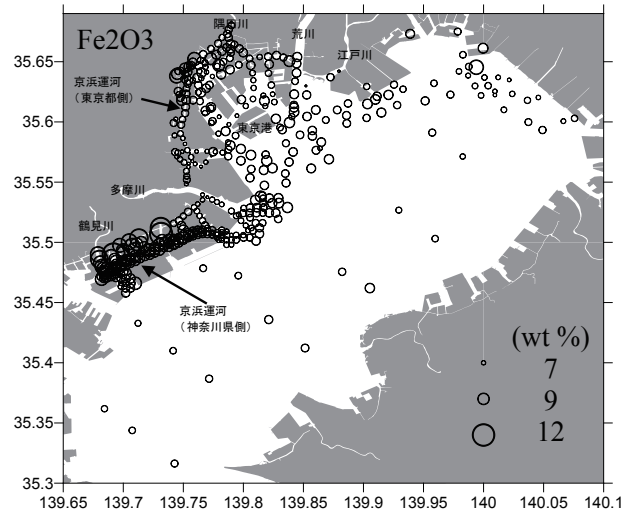 Fe2O3
隅田川
荒川
江戸川
京浜運河
（東京都側）
東京港
多摩川
鶴見川
京浜運河
（神奈川県側）
(wt %)
7
9
12
35.65
35.6
35.55
35.5
35.45
35.4
35.35
35.3
139.65 139.7 139.75 139.8 139.85 139.9 139.95 140 140.05 140.1